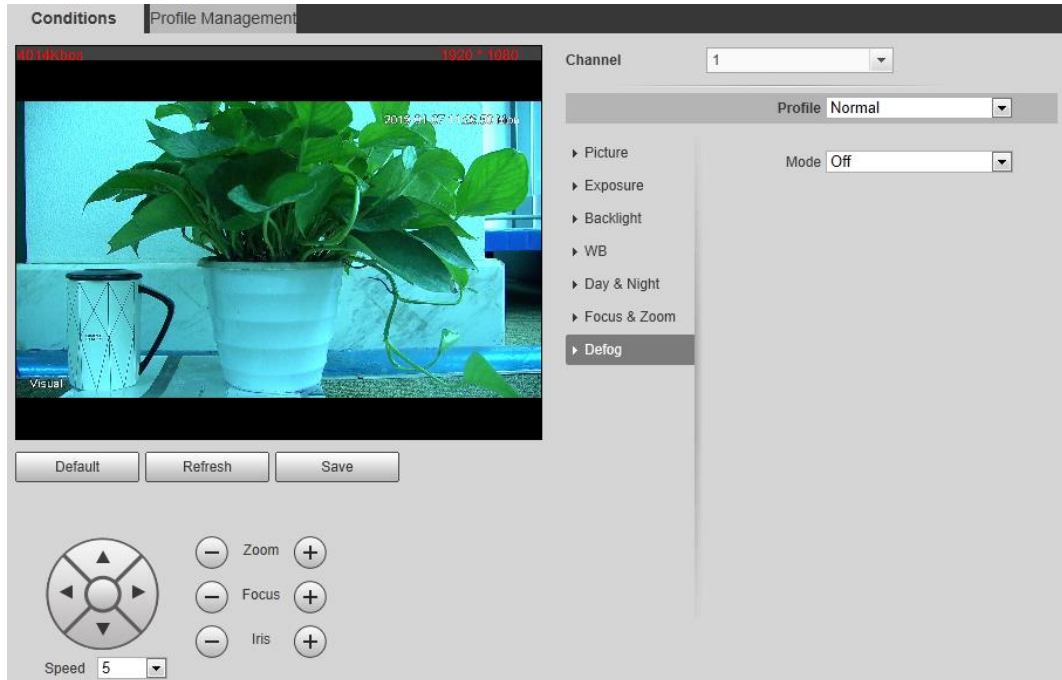 Conditions
Profile Management
4014Kbps
1920 * 1080
Visual
Default
Refresh
Save
Zoom
Focus
Iris
Speed 5
Channel 1
Profile Normal
Picture
Exposure
Backlight
WB
Day & Night
Focus & Zoom
Defog
Mode Off